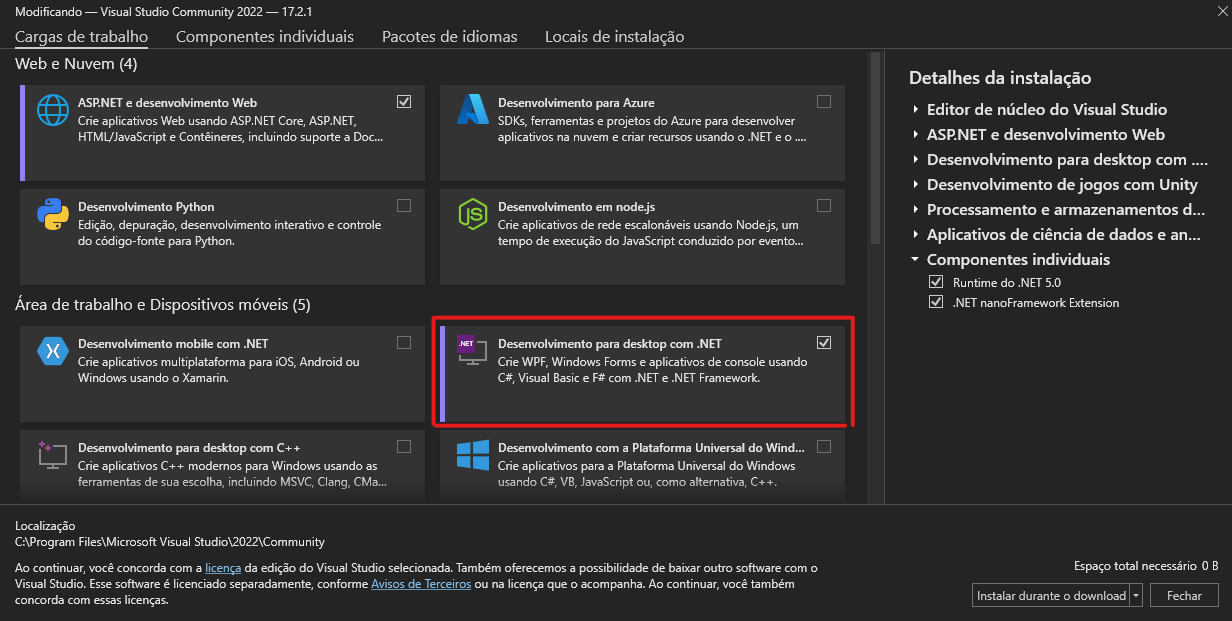 Modificando — Visual Studio Community 2022 — 17.2.1
Cargas de trabalho
Componentes individuais
Pacotes de idiomas
Locais de instalação
Web e Nuvem (4)
ASP.NET e desenvolvimento Web
Crie aplicativos Web usando ASP.NET Core, ASP.NET,
HTML/JavaScript e Contêineres, incluindo suporte a Doc...
Desenvolvimento para Azure
SDKs, ferramentas e projetos do Azure para desenvolver
aplicativos na nuvem e criar recursos usando o .NET e o ....
Desenvolvimento Python
Edição, depuração, desenvolvimento interativo e controle
do código-fonte para Python.
JS
Desenvolvimento em node.js
Crie aplicativos de rede escalonáveis usando Node.js, um
tempo de execução do JavaScript conduzido por evento...
Área de trabalho e Dispositivos móveis (5)
Desenvolvimento mobile com .NET
Crie aplicativos multiplataforma para iOS, Android ou
Windows usando o Xamarin.
.NET
Desenvolvimento para desktop com .NET
Crie WPF, Windows Forms e aplicativos de console usando
C#, Visual Basic e F# com .NET e .NET Framework.
Desenvolvimento para desktop com C++
Crie aplicativos C++ modernos para Windows usando as
ferramentas de sua escolha, incluindo MSVC, Clang, CMa...
Desenvolvimento com a Plataforma Universal do Wind...
Crie aplicativos para a Plataforma Universal do Windows
usando C#, VB, JavaScript ou, como alternativa, C++.
Detalhes da instalação
Editor de núcleo do Visual Studio
ASP.NET e desenvolvimento Web
Desenvolvimento para desktop com ....
Desenvolvimento de jogos com Unity
Processamento e armazenamentos d...
Aplicativos de ciência de dados e an...
Componentes individuais
Runtime do .NET 5.0
.NET nanoFramework Extension
Localização
C:\Program Files\Microsoft Visual Studio\2022\Community
Ao continuar, você concorda com a licença da edição do Visual Studio selecionada. Também oferecemos a possibilidade de baixar outro software com o
Visual Studio. Esse software é licenciado separadamente, conforme Avisos de Terceiros ou na licença que o acompanha. Ao continuar, você também
concorda com essas licenças.
Espaço total necessário 0 B
Instalar durante o download
Fechar